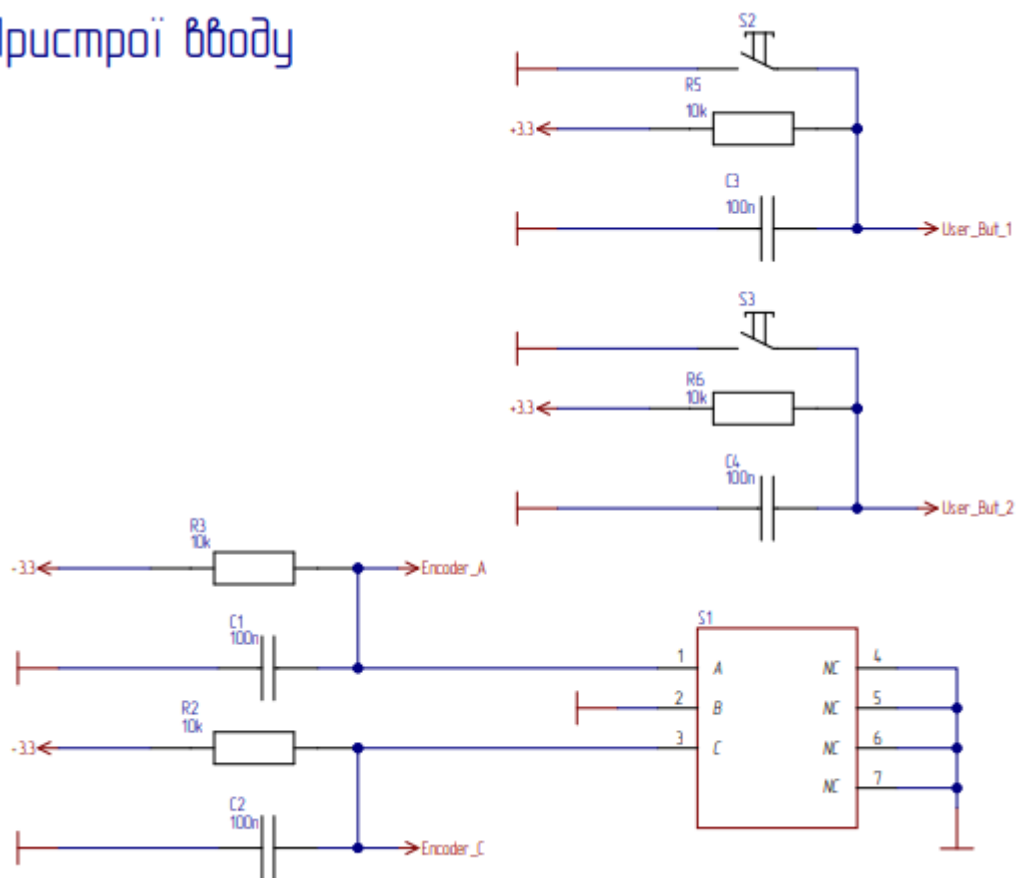 вводу
S2
R5
10k
+3.3
C3
100n
User_But_1
S3
R6
10k
+3.3
C4
100n
User_But_2
R3
10k
-3.3
Encoder_A
C1
100n
R2
10k
-3.3
C2
100n
Encoder_C
S1
1 A NC 4
2 B NC 5
3 C NC 6
NC 7